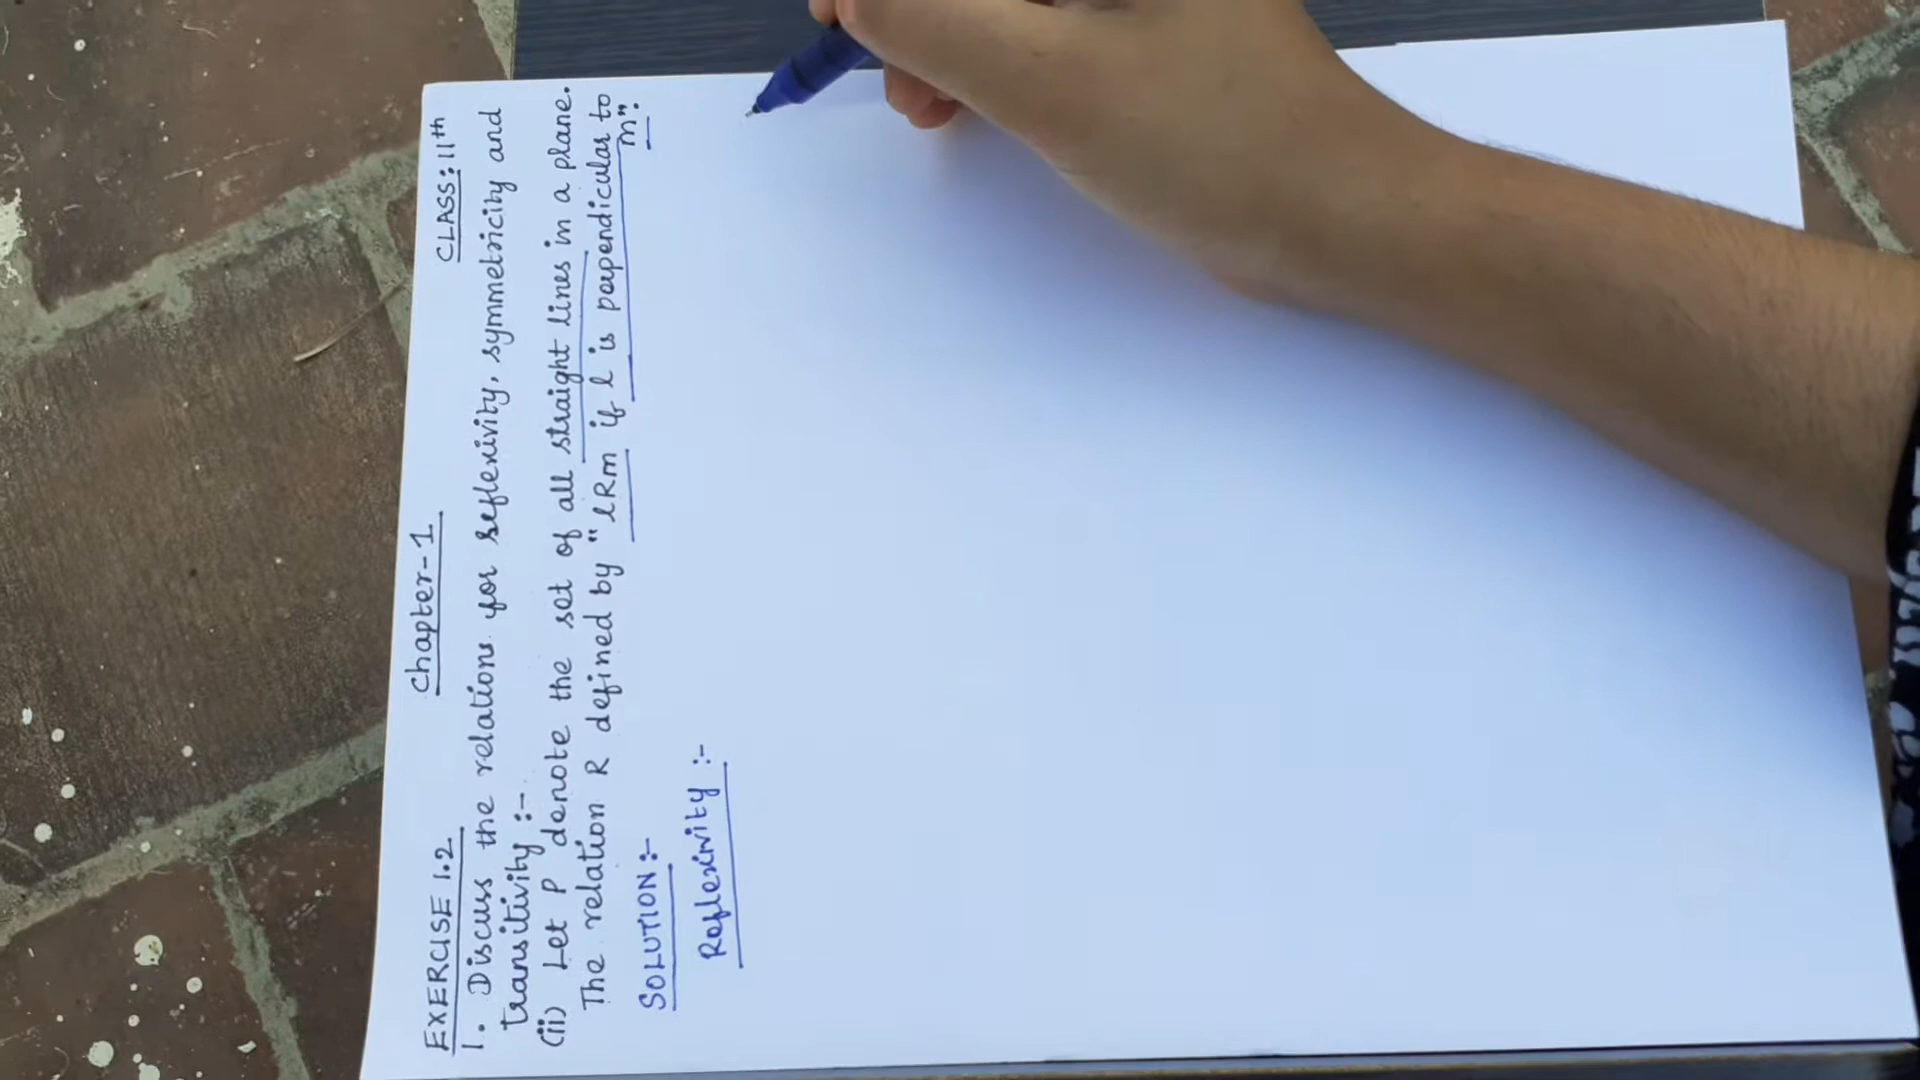 Chapter-1
EXERCISE 1.2 CLASS: 11th
1. Discuss the relations for reflexivity, symmetricity and
transitivity :-
(ii) Let P denote the set of all straight lines in a plane.
The relation R defined by "lRm if l is perpendicular to
m".
SOLUTION :-
Reflexivity :-